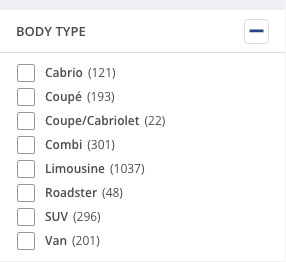 BODY TYPE
Cabrio (121)
Coupé (193)
Coupe/Cabriolet (22)
Combi (301)
Limousine (1037)
Roadster (48)
SUV (296)
Van (201)